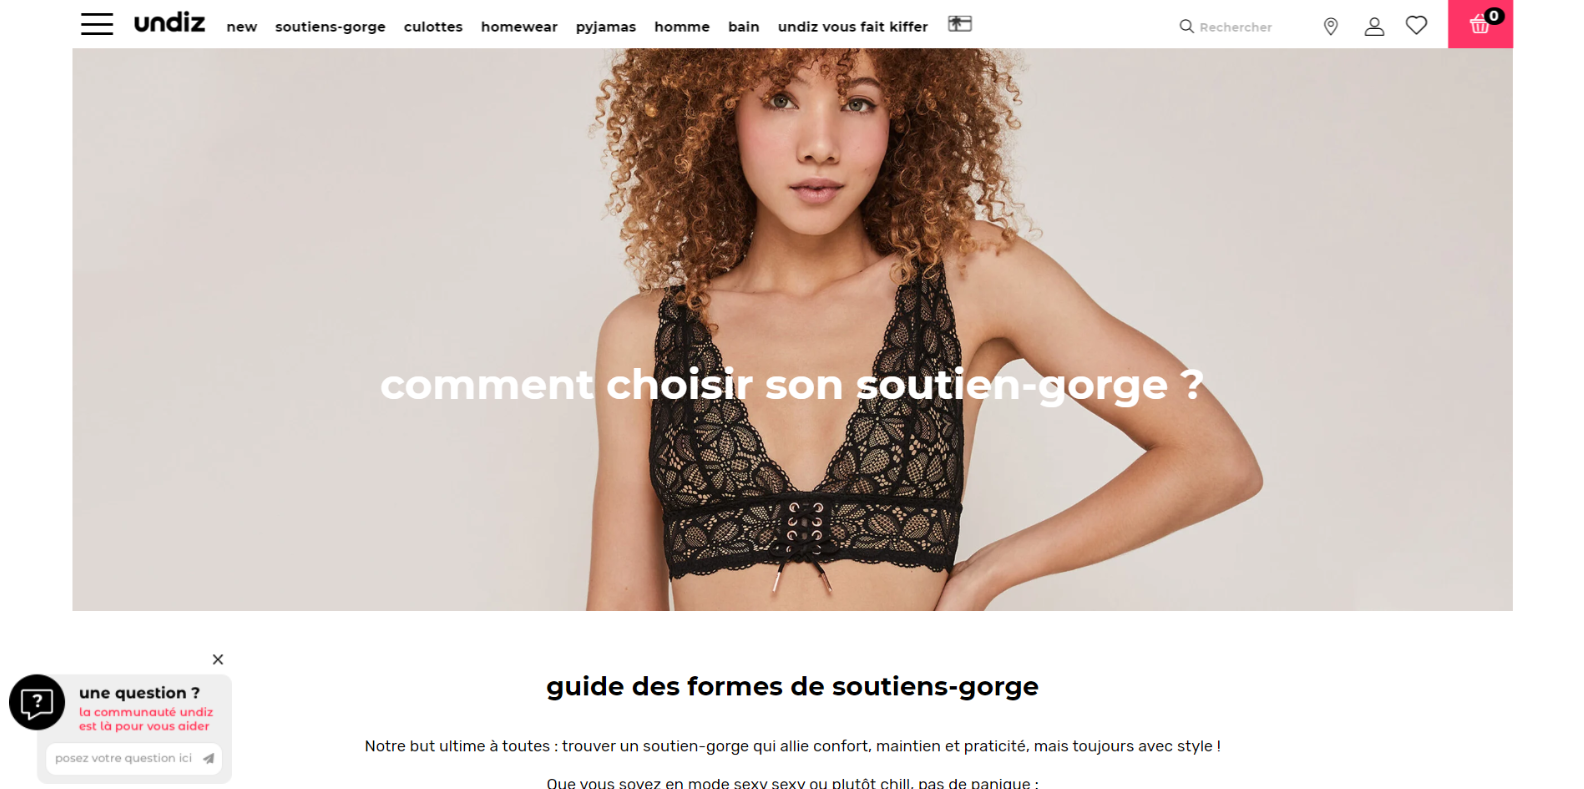 undiz
new soutiens-gorge culottes homewear pyjamas homme bain undiz vous fait kiffer
Rechercher
0
comment choisir son soutien-gorge ?
guide des formes de soutiens-gorge
Notre but ultime à toutes : trouver un soutien-gorge qui allie confort, maintien et praticité, mais toujours avec style !
Que vous soyez en mode sexy sexy ou plutôt chill, pas de panique :
?
une question ?
la communauté undiz
est là pour vous aider
posez votre question ici